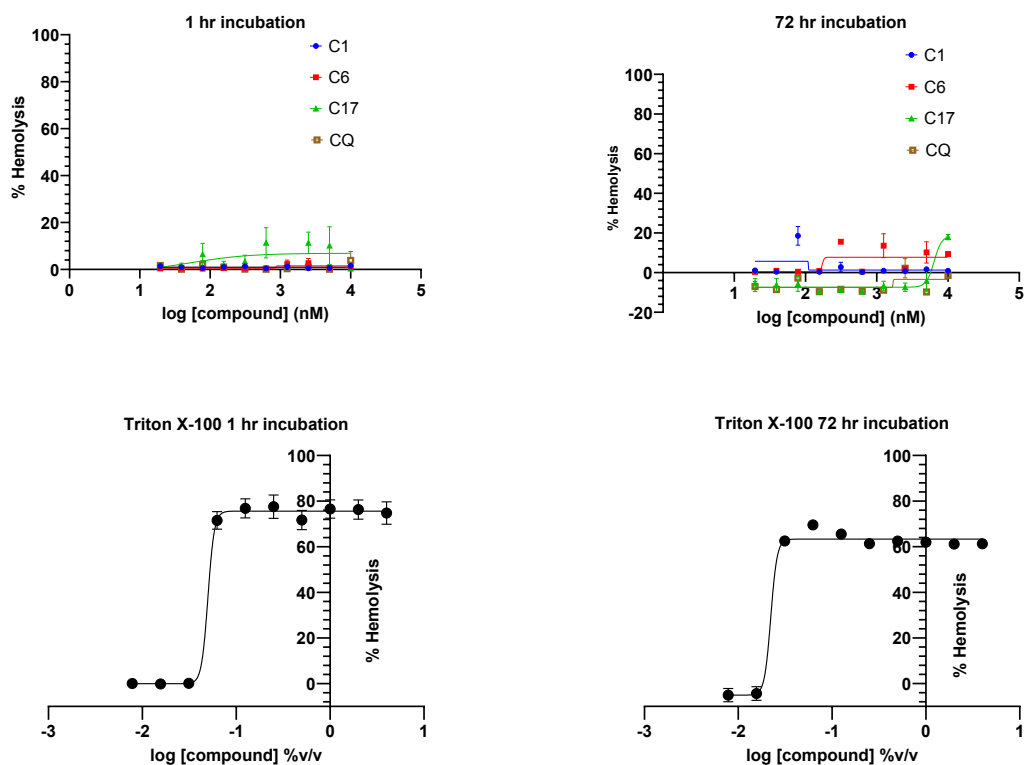 1 hr incubation
100
80
60
40
20
0
% Hemolysis
C1
C6
C17
CQ
0
1
2
3
4
5
log [compound] (nM)
72 hr incubation
100
80
60
40
20
0
-20
% Hemolysis
C1
C6
C17
CQ
1
2
3
4
5
log [compound] (nM)
Triton X-100 1 hr incubation
100
80
60
40
20
0
% Hemolysis
-3
-2
-1
0
1
log [compound] %v/v
Triton X-100 72 hr incubation
100
80
60
40
20
0
% Hemolysis
-3
-2
-1
0
1
log [compound] %v/v